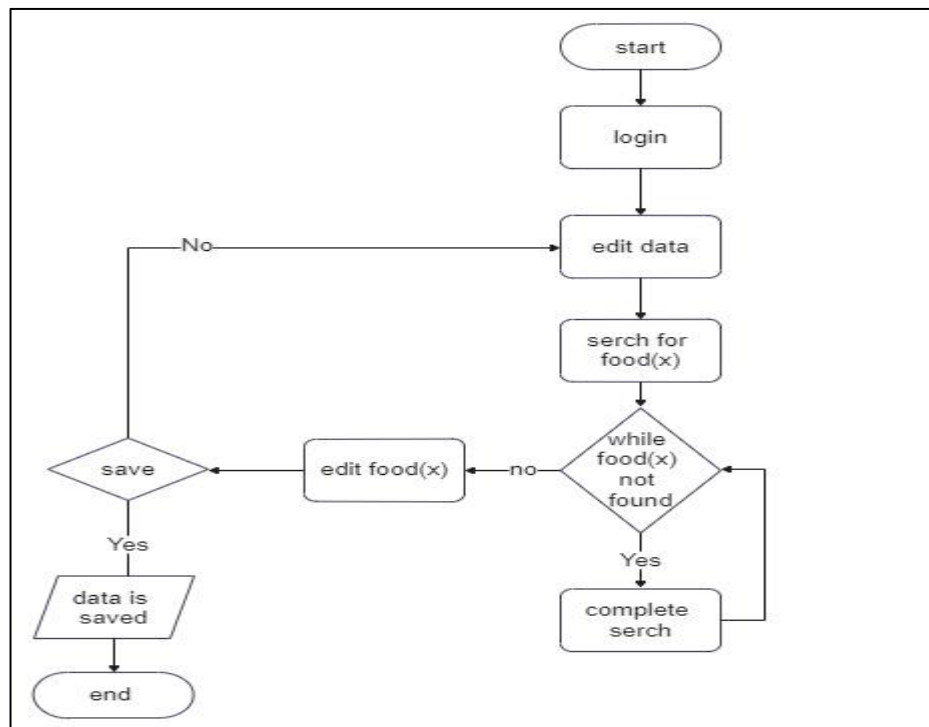 start
login
No
edit data
serch for
food(x)
while
food(x)
not
found
no
edit food(x)
save
Yes
complete
serch
Yes
data is
saved
end